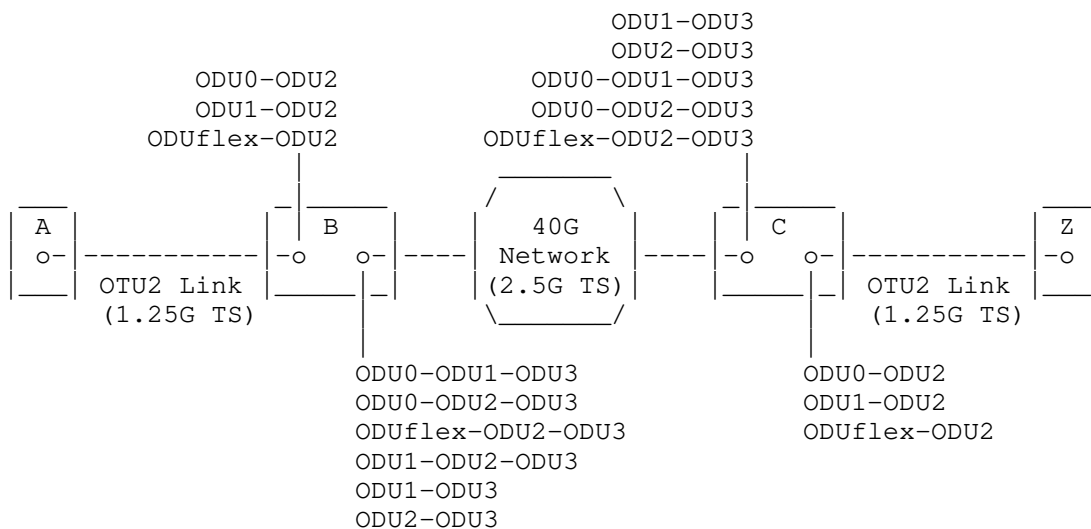 ODU1-ODU3
ODU2-ODU3
ODU0-ODU2 ODU0-ODU1-ODU3
ODU1-ODU2 ODU0-ODU2-ODU3
ODUflex-ODU2 ODUflex-ODU2-ODU3
A B 40G C Z
Network
OTU2 Link (2.5G TS) OTU2 Link
(1.25G TS) (1.25G TS)
ODU0-ODU1-ODU3 ODU0-ODU2
ODU0-ODU2-ODU3 ODU1-ODU2
ODUflex-ODU2-ODU3 ODUflex-ODU2
ODU1-ODU2-ODU3
ODU1-ODU3
ODU2-ODU3